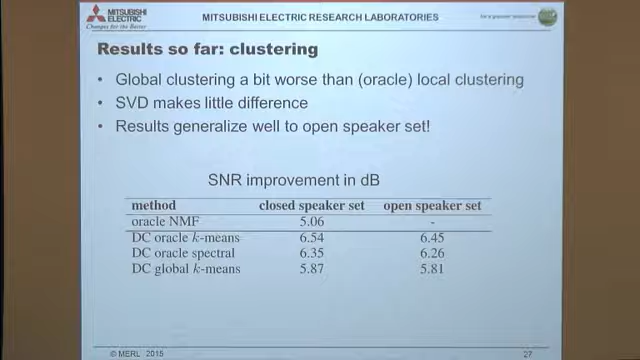 MITSUBISHI
ELECTRIC
Changes for the Better
MITSUBISHI ELECTRIC RESEARCH LABORATORIES
for a greener tomorrow
Results so far: clustering
• Global clustering a bit worse than (oracle) local clustering
• SVD makes little difference
• Results generalize well to open speaker set!
SNR improvement in dB
method closed speaker set open speaker set
oracle NMF 5.06 -
DC oracle k-means 6.54 6.45
DC oracle spectral 6.35 6.26
DC global k-means 5.87 5.81
© MERL 2015
27